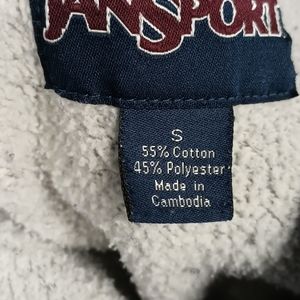 JANSPORT
S
55% Cotton
45% Polyester
Made in
Cambodia